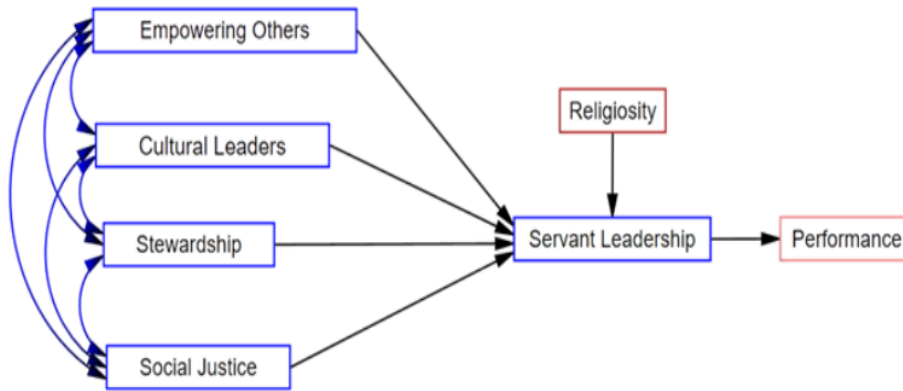 Empowering Others
Religiosity
Cultural Leaders
Stewardship
Servant Leadership
Performance
Social Justice